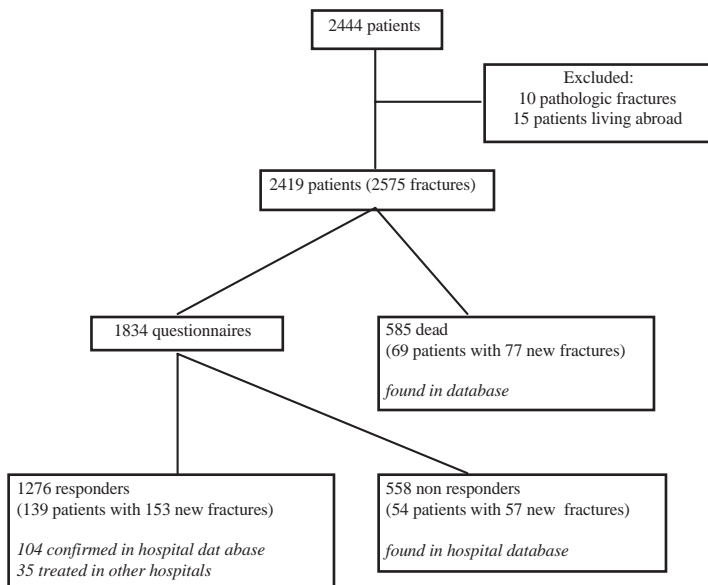 2444 patients
Excluded:
10 pathologic fractures
15 patients living abroad
2419 patients (2575 fractures)
1834 questionnaires
585 dead
(69 patients with 77 new fractures)
found in database
1276 responders
(139 patients with 153 new fractures)
104 confirmed in hospital dat abase
35 treated in other hospitals
558 non responders
(54 patients with 57 new  fractures)
found in hospital database